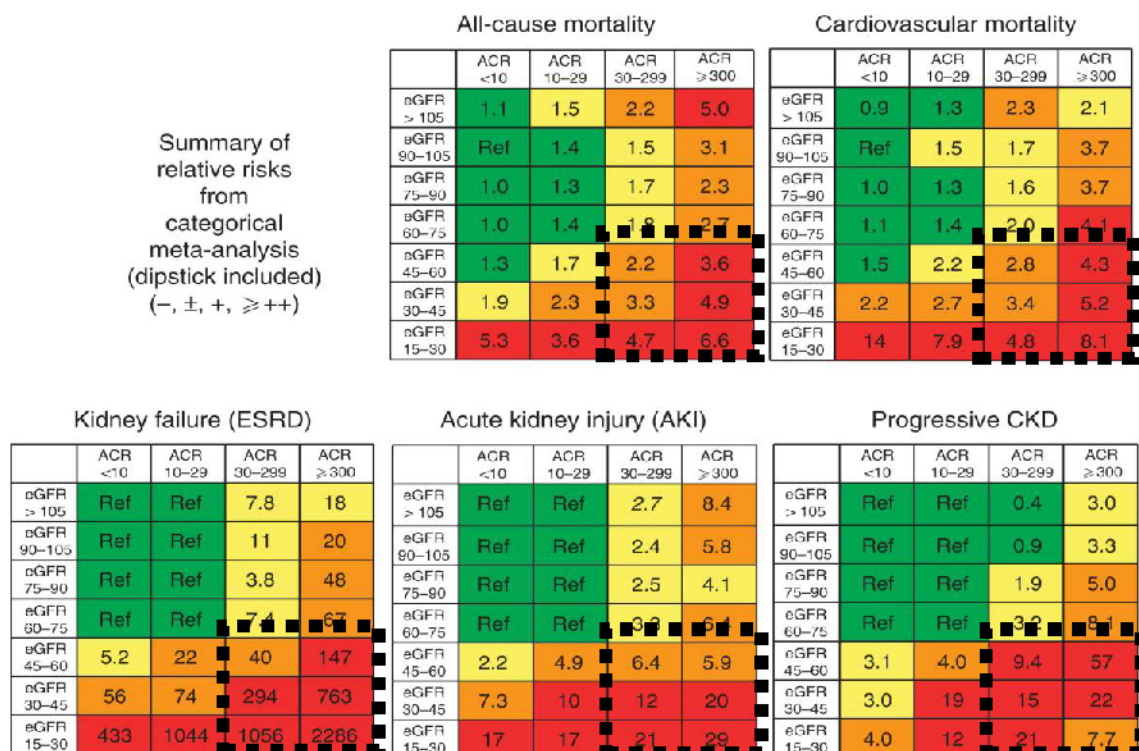 All-cause mortality
ACR <10 ACR 10–29 ACR 30–299 ACR ≥300
eGFR > 105 1.1 1.5 2.2 5.0
eGFR 90–105 Ref 1.4 1.5 3.1
eGFR 75–90 1.0 1.3 1.7 2.3
eGFR 60–75 1.0 1.4 1.8 2.7
eGFR 45–60 1.3 1.7 2.2 3.6
eGFR 30–45 1.9 2.3 3.3 4.9
eGFR 15–30 5.3 3.6 4.7 6.6
Cardiovascular mortality
ACR <10 ACR 10–29 ACR 30–299 ACR ≥300
eGFR > 105 0.9 1.3 2.3 2.1
eGFR 90–105 Ref 1.5 1.7 3.7
eGFR 75–90 1.0 1.3 1.6 3.7
eGFR 60–75 1.1 1.4 2.0 4.1
eGFR 45–60 1.5 2.2 2.8 4.3
eGFR 30–45 2.2 2.7 3.4 5.2
eGFR 15–30 14 7.9 4.8 8.1
Summary of
relative risks
from
categorical
meta-analysis
(dipstick included)
(−, ±, +, ≥++)
Kidney failure (ESRD)
ACR <10 ACR 10–29 ACR 30–299 ACR ≥300
eGFR > 105 Ref Ref 7.8 18
eGFR 90–105 Ref Ref 11 20
eGFR 75–90 Ref Ref 3.8 48
eGFR 60–75 Ref Ref 7.4 67
eGFR 45–60 5.2 22 40 147
eGFR 30–45 56 74 294 763
eGFR 15–30 433 1044 1056 2286
Acute kidney injury (AKI)
ACR <10 ACR 10–29 ACR 30–299 ACR ≥300
eGFR > 105 Ref Ref 2.7 8.4
eGFR 90–105 Ref Ref 2.4 5.8
eGFR 75–90 Ref Ref 2.5 4.1
eGFR 60–75 Ref Ref 3.3 6.4
eGFR 45–60 2.2 4.9 6.4 5.9
eGFR 30–45 7.3 10 12 20
eGFR 15–30 17 17 21 29
Progressive CKD
ACR <10 ACR 10–29 ACR 30–299 ACR ≥300
eGFR > 105 Ref Ref 0.4 3.0
eGFR 90–105 Ref Ref 0.9 3.3
eGFR 75–90 Ref Ref 1.9 5.0
eGFR 60–75 Ref Ref 3.2 8.1
eGFR 45–60 3.1 4.0 9.4 57
eGFR 30–45 3.0 19 15 22
eGFR 15–30 4.0 12 21 7.7